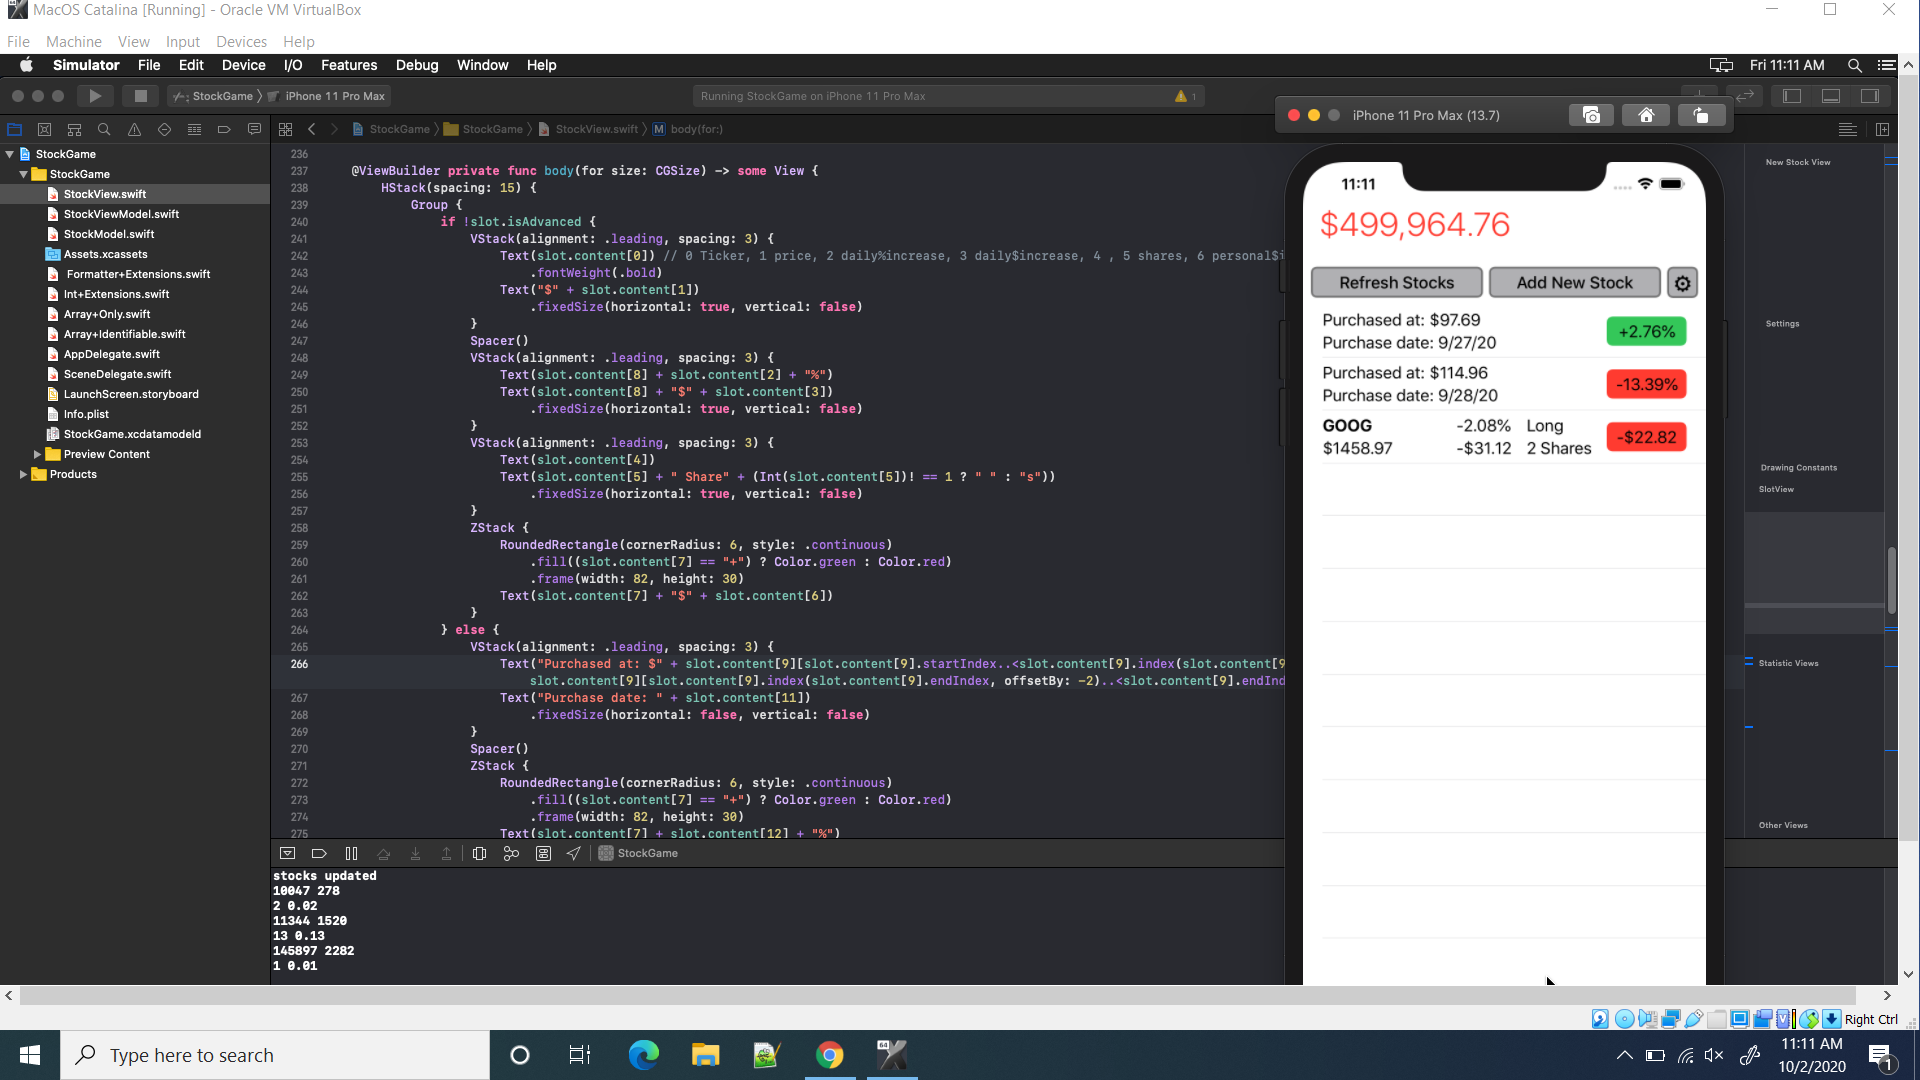 MacOS Catalina [Running] - Oracle VM VirtualBox
File Machine View Input Devices Help
Simulator File Edit Device I/O Features Debug Window Help
Fri 11:11 AM
StockGame iPhone 11 Pro Max
Running StockGame on iPhone 11 Pro Max
1
StockGame StockGame StockView.swift M body(for:)
StockGame
StockGame
StockView.swift
StockViewModel.swift
StockModel.swift
Assets.xcassets
Formatter+Extensions.swift
Int+Extensions.swift
Array+Only.swift
Array+Identifiable.swift
AppDelegate.swift
SceneDelegate.swift
LaunchScreen.storyboard
Info.plist
StockGame.xcdatamodeld
Preview Content
Products
236
237 @ViewBuilder private func body(for size: CGSize) -> some View {
238 HStack(spacing: 15) {
239 Group {
240 if !slot.isAdvanced {
241 VStack(alignment: .leading, spacing: 3) {
242 Text(slot.content[0]) // 0 Ticker, 1 price, 2 daily%increase, 3 daily$increase, 4 , 5 shares, 6 personal$i
243 .fontWeight(.bold)
244 Text("$" + slot.content[1])
245 .fixedSize(horizontal: true, vertical: false)
246 }
247 Spacer()
248 VStack(alignment: .leading, spacing: 3) {
249 Text(slot.content[8] + slot.content[2] + "%")
250 Text(slot.content[8] + "$" + slot.content[3])
251 .fixedSize(horizontal: true, vertical: false)
252 }
253 VStack(alignment: .leading, spacing: 3) {
254 Text(slot.content[4])
255 Text(slot.content[5] + " Share" + (Int(slot.content[5])! == 1 ? " " : "s"))
256 .fixedSize(horizontal: true, vertical: false)
257 }
258 ZStack {
259 RoundedRectangle(cornerRadius: 6, style: .continuous)
260 .fill((slot.content[7] == "+") ? Color.green : Color.red)
261 .frame(width: 82, height: 30)
262 Text(slot.content[7] + "$" + slot.content[6])
263 }
264 } else {
265 VStack(alignment: .leading, spacing: 3) {
266 Text("Purchased at: $" + slot.content[9][slot.content[9].startIndex..<slot.content[9].index(slot.content[9
slot.content[9][slot.content[9].index(slot.content[9].endIndex, offsetBy: -2)..<slot.content[9].endInd
267 Text("Purchase date: " + slot.content[11])
268 .fixedSize(horizontal: false, vertical: false)
269 }
270 Spacer()
271 ZStack {
272 RoundedRectangle(cornerRadius: 6, style: .continuous)
273 .fill((slot.content[7] == "+") ? Color.green : Color.red)
274 .frame(width: 82, height: 30)
275 Text(slot.content[7] + slot.content[12] + "%")
StockGame
stocks updated
10047 278
2 0.02
11344 1520
13 0.13
145897 2282
1 0.01
iPhone 11 Pro Max (13.7)
11:11
$499,964.76
Refresh Stocks Add New Stock
Purchased at: $97.69
Purchase date: 9/27/20
+2.76%
Purchased at: $114.96
Purchase date: 9/28/20
-13.39%
GOOG -2.08% Long
$1458.97 -$31.12 2 Shares
-$22.82
New Stock View
Settings
Drawing Constants
SlotView
Statistic Views
Other Views
Right Ctrl
Type here to search
64
11:11 AM
10/2/2020
1